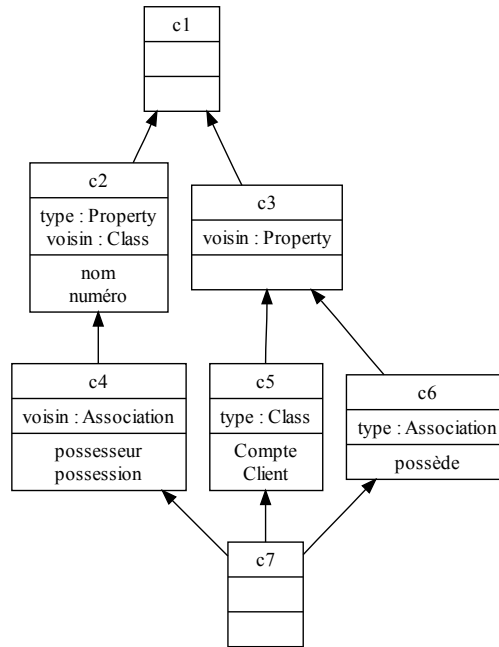 c1
c2
type : Property
voisin : Class
nom
numéro
c3
voisin : Property
c4
voisin : Association
possesseur
possession
c5
type : Class
Compte
Client
c6
type : Association
possède
c7